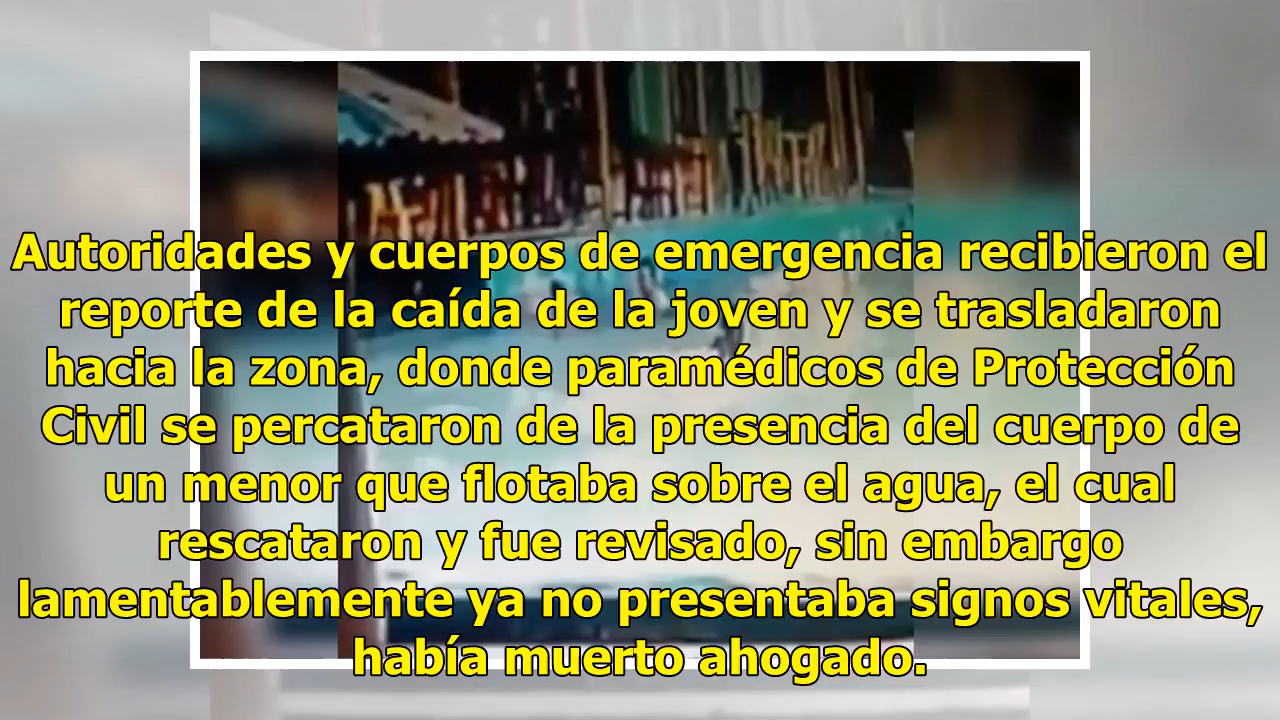 Autoridades y cuerpos de emergencia recibieron el
reporte de la caída de la joven y se trasladaron
hacia la zona, donde paramédicos de Protección
Civil se percataron de la presencia del cuerpo de
un menor que flotaba sobre el agua, el cual
rescataron y fue revisado, sin embargo
lamentablemente ya no presentaba signos vitales,
había muerto ahogado.